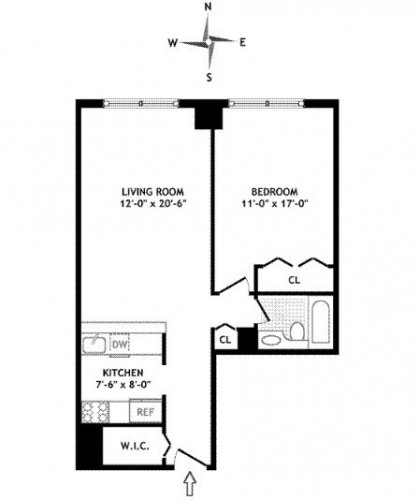 N
W E
S
LIVING ROOM
12'-0" x 20'-6"
BEDROOM
11'-0" x 17'-0"
CL
CL
DW
KITCHEN
7'-6" x 8'-0"
REF
W.I.C.